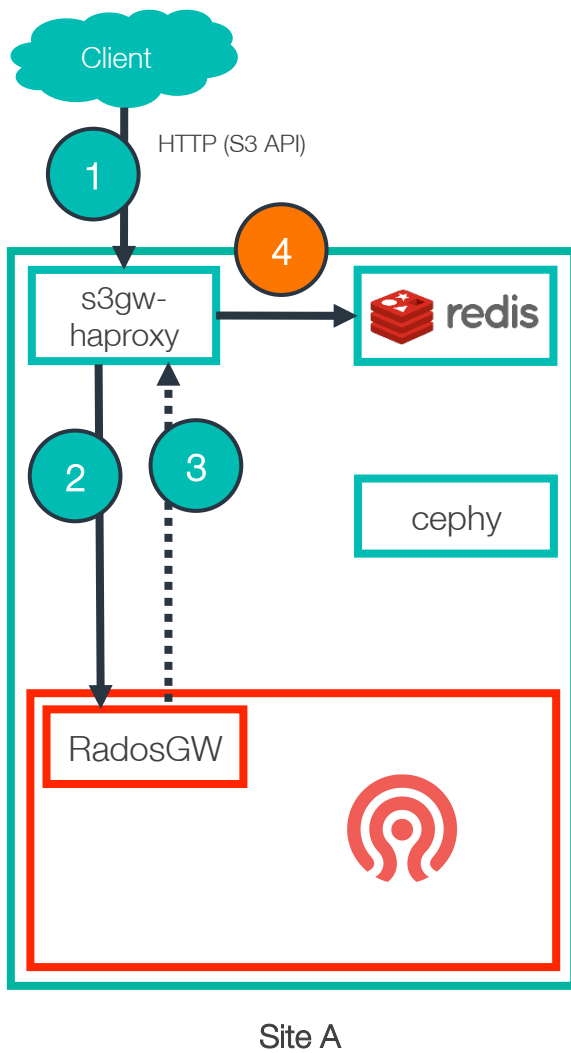 Client
HTTP (S3 API)
1
4
s3gw-
haproxy
redis
2
3
cephy
RadosGW
Site A